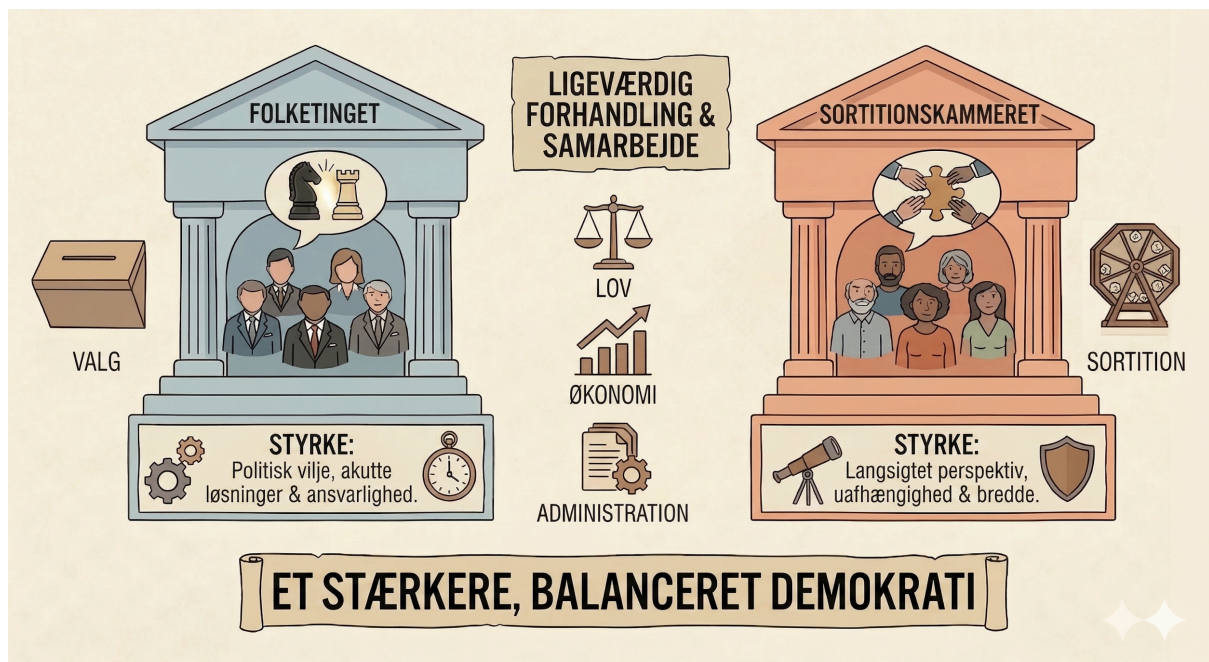 FOLKETINGET
LIGEVÆRDIG
FORHANDLING &
SAMARBEJDE
SORTITIONSKAMMERET
VALG
LOV
ØKONOMI
ADMINISTRATION
SORTITION
STYRKE:
Politisk vilje, akutte
løsninger & ansvarlighed.
STYRKE:
Langsigtet perspektiv,
uafhængighed & bredde.
ET STÆRKERE, BALANCERET DEMOKRATI